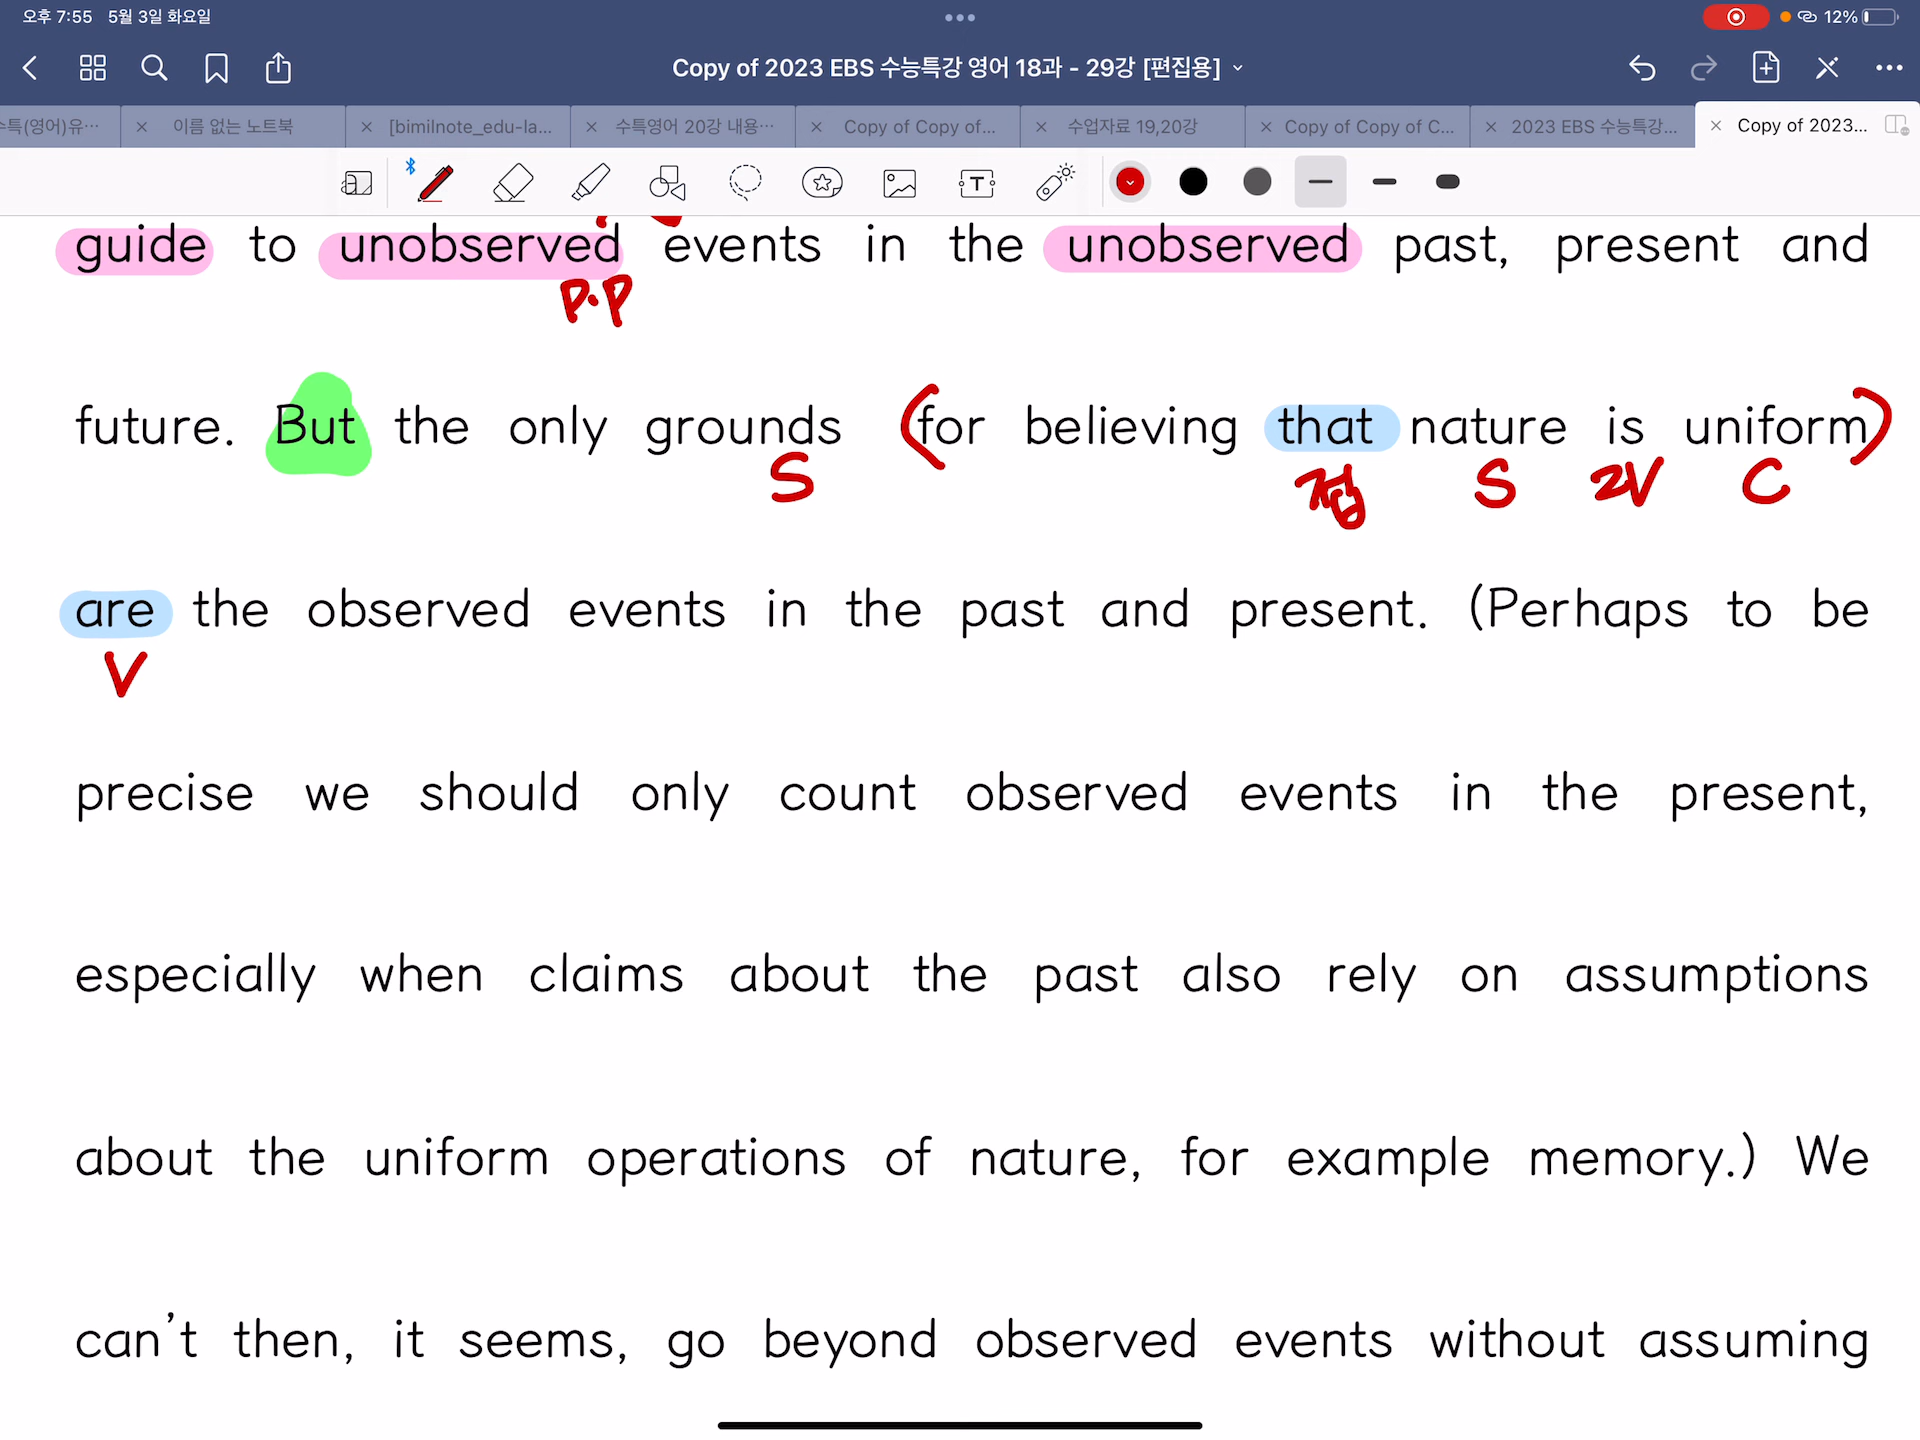 오후 7:55 5월 3일 화요일
12%
Copy of 2023 EBS 수능특강 영어 18과 - 29강 [편집용]
수특(영어)유… × 이름 없는 노트북 × [bimilnote_edu-la... × 수특영어 20강 내용… × Copy of Copy of... × 수업자료 19,20강 × Copy of Copy of C... × 2023 EBS 수능특강... × Copy of 2023...
guide to unobserved events in the unobserved past, present and
P.P
future. But the only grounds (for believing that nature is uniform)
S 접 S 2V C
are the observed events in the past and present. (Perhaps to be
V
precise we should only count observed events in the present,
especially when claims about the past also rely on assumptions
about the uniform operations of nature, for example memory.) We
can't then, it seems, go beyond observed events without assuming